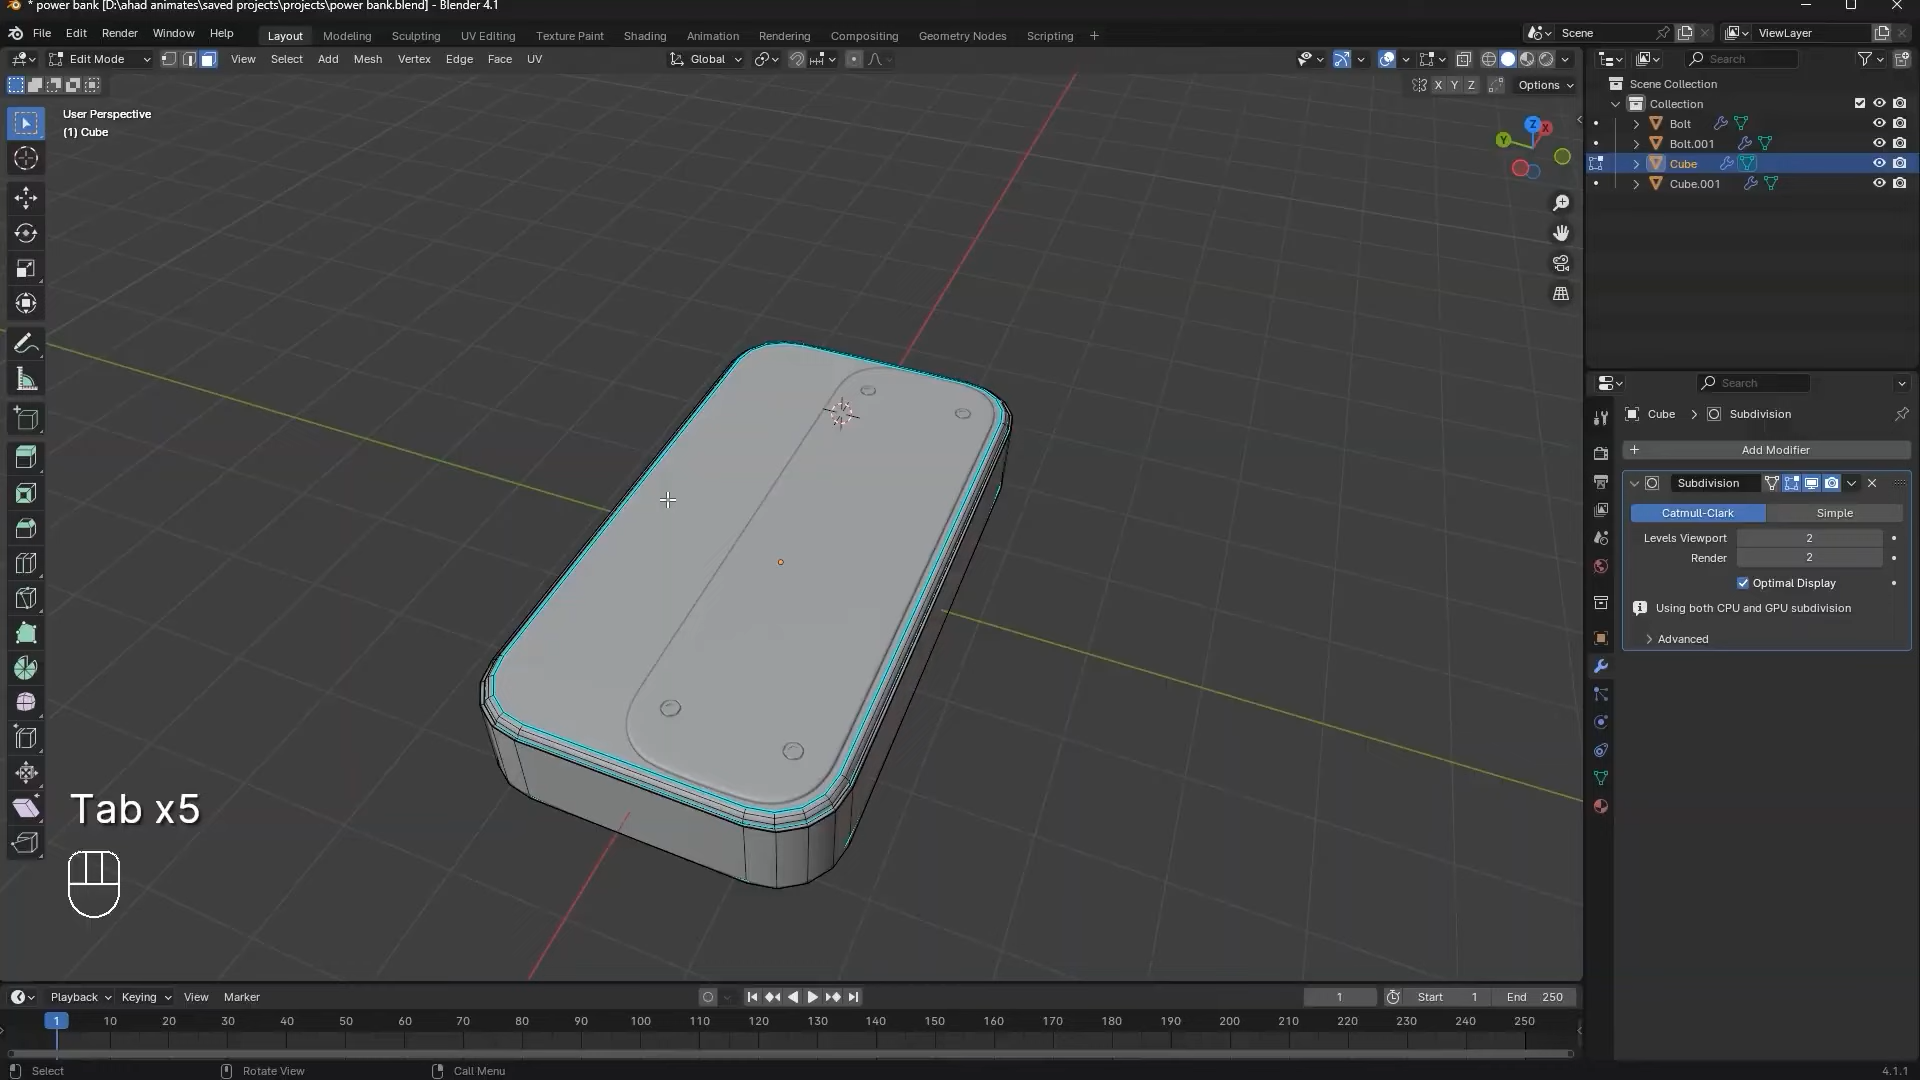 * power bank [D:\ahad animates\saved projects\projects\power bank.blend] - Blender 4.1
File Edit Render Window Help Layout Modeling Sculpting UV Editing Texture Paint Shading Animation Rendering Compositing Geometry Nodes Scripting + Scene ViewLayer
Edit Mode View Select Add Mesh Vertex Edge Face UV Global Search
X Y Z Options
User Perspective
(1) Cube
Z
X
Y
Scene Collection
Collection
Bolt
Bolt.001
Cube
Cube.001
Search
Cube > Subdivision
+ Add Modifier
Subdivision
Catmull-Clark Simple
Levels Viewport 2
Render 2
Optimal Display
Using both CPU and GPU subdivision
Advanced
Tab x5
Playback Keying View Marker 1 Start 1 End 250
1 10 20 30 40 50 60 70 80 90 100 110 120 130 140 150 160 170 180 190 200 210 220 230 240 250
Select Rotate View Call Menu 4.1.1